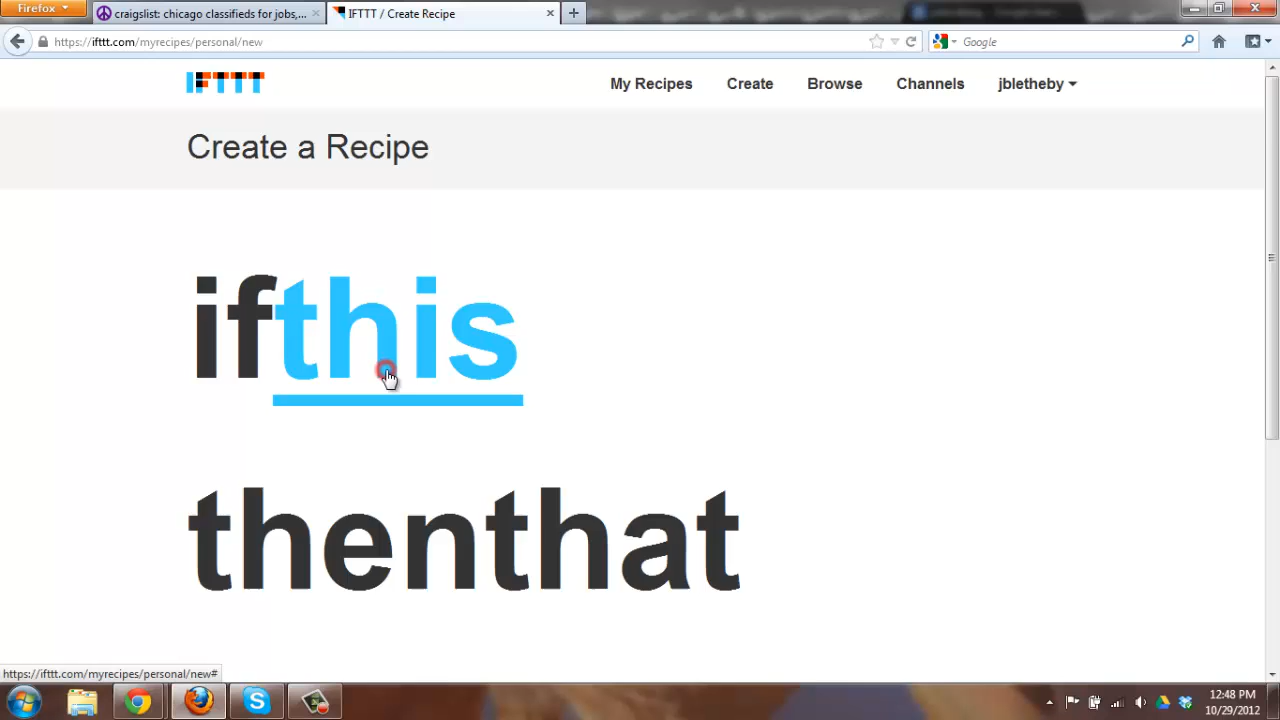 Firefox
craigslist: chicago classifieds for jobs,...
IFTTT / Create Recipe
https://ifttt.com/myrecipes/personal/new
Google
IFTTT
My Recipes
Create
Browse
Channels
jbletheby
Create a Recipe
ifthis
thenthat
https://ifttt.com/myrecipes/personal/new#
12:48 PM
10/29/2012